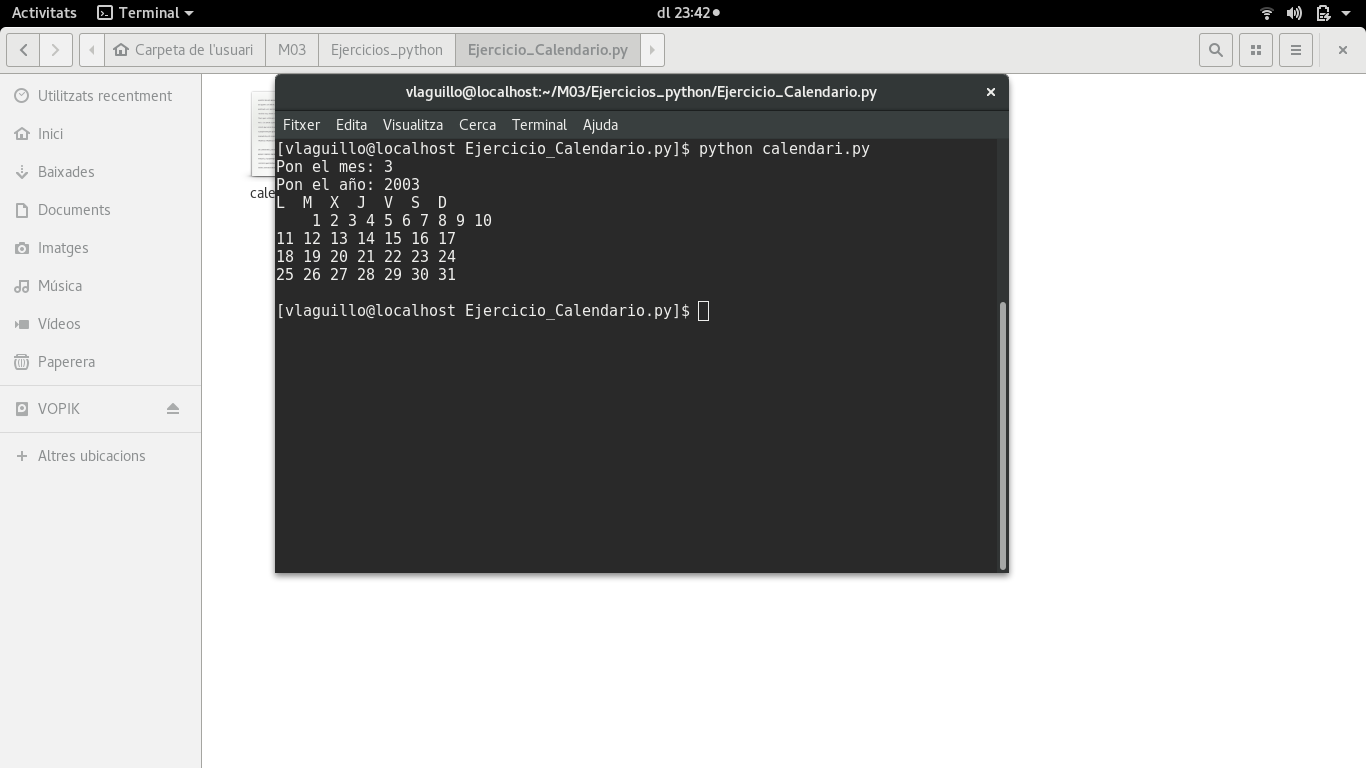 Activitats Terminal dl 23:42
Carpeta de l'usuari M03 Ejercicios_python Ejercicio_Calendario.py
Utilitzats recentment
Inici
Baixades
Documents
Imatges
Música
Vídeos
Paperera
VOPIK
Altres ubicacions
vlaguillo@localhost:~/M03/Ejercicios_python/Ejercicio_Calendario.py
Fitxer Edita Visualitza Cerca Terminal Ajuda
[vlaguillo@localhost Ejercicio_Calendario.py]$ python calendari.py
Pon el mes: 3
Pon el año: 2003
L  M  X  J  V  S  D
    1 2 3 4 5 6 7 8 9 10
11 12 13 14 15 16 17
18 19 20 21 22 23 24
25 26 27 28 29 30 31
[vlaguillo@localhost Ejercicio_Calendario.py]$